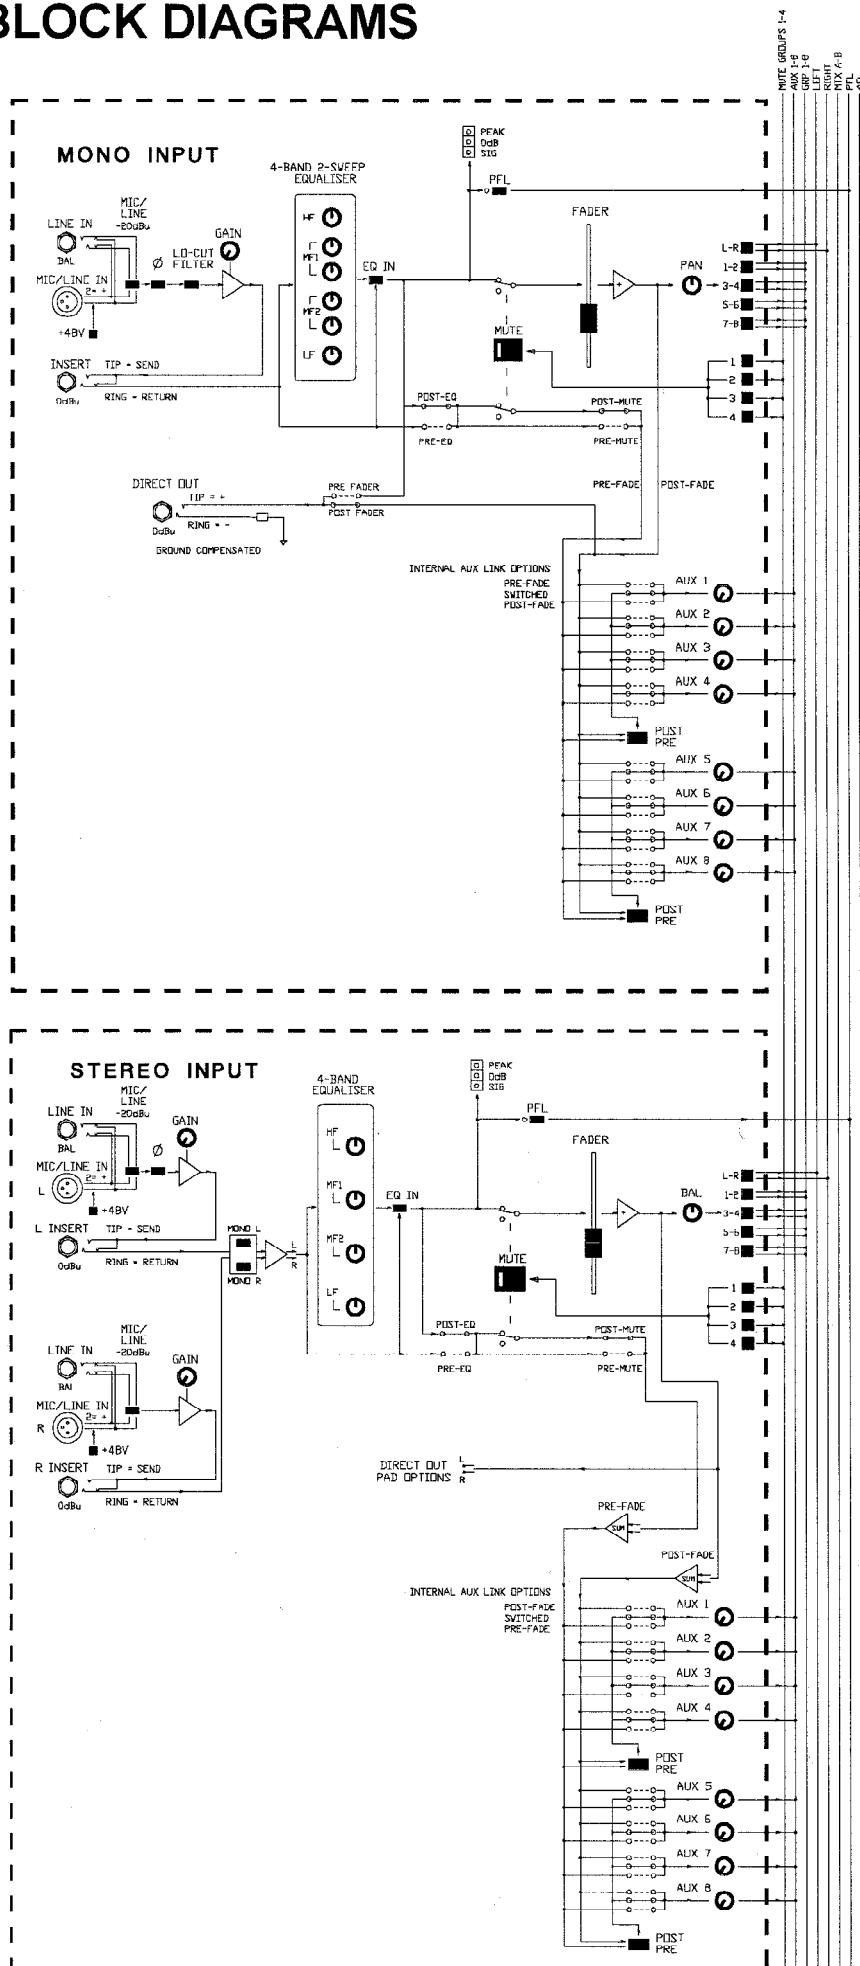 BLOCK DIAGRAMS
MUTE GROUPS 1-4
AUX 1-8
GRP 1-8
LEFT
RIGHT
MTX A-B
PFL
MONO INPUT
PEAK
0dB
SIG
4-BAND 2-SWEEP
EQUALISER
PFL
MIC/
LINE
-20dBu
LINE IN
BAL
GAIN
Ø
LO-CUT
FILTER
MIC/LINE IN
2= +
+48V
HF
MF1
MF2
LF
EQ IN
FADER
PAN
L-R
1-2
3-4
5-6
7-8
MUTE
1
2
3
4
INSERT
TIP = SEND
0dBu
RING = RETURN
POST-EQ
PRE-EQ
POST-MUTE
PRE-MUTE
DIRECT OUT
TIP = +
0dBu
RING = -
GROUND COMPENSATED
PRE FADER
POST FADER
PRE-FADE
POST-FADE
INTERNAL AUX LINK OPTIONS
PRE-FADE
SWITCHED
POST-FADE
AUX 1
AUX 2
AUX 3
AUX 4
POST
PRE
AUX 5
AUX 6
AUX 7
AUX 8
POST
PRE
STEREO INPUT
PEAK
0dB
SIG
4-BAND
EQUALISER
PFL
MIC/
LINE
-20dBu
LINE IN
BAL
GAIN
Ø
MIC/LINE IN
2= +
L
+48V
HF
MF1
MF2
LF
EQ IN
FADER
BAL
L-R
1-2
3-4
5-6
7-8
MUTE
1
2
3
4
L INSERT
TIP = SEND
0dBu
RING = RETURN
MONO L
MONO R
L
R
POST-EQ
PRE-EQ
POST-MUTE
PRE-MUTE
MIC/
LINE
-20dBu
LINE IN
BAL
GAIN
MIC/LINE IN
2= +
R
+48V
R INSERT
TIP = SEND
0dBu
RING = RETURN
DIRECT OUT
PAD OPTIONS
L
R
PRE-FADE
SUM
POST-FADE
SUM
INTERNAL AUX LINK OPTIONS
POST-FADE
SWITCHED
PRE-FADE
AUX 1
AUX 2
AUX 3
AUX 4
POST
PRE
AUX 5
AUX 6
AUX 7
AUX 8
POST
PRE